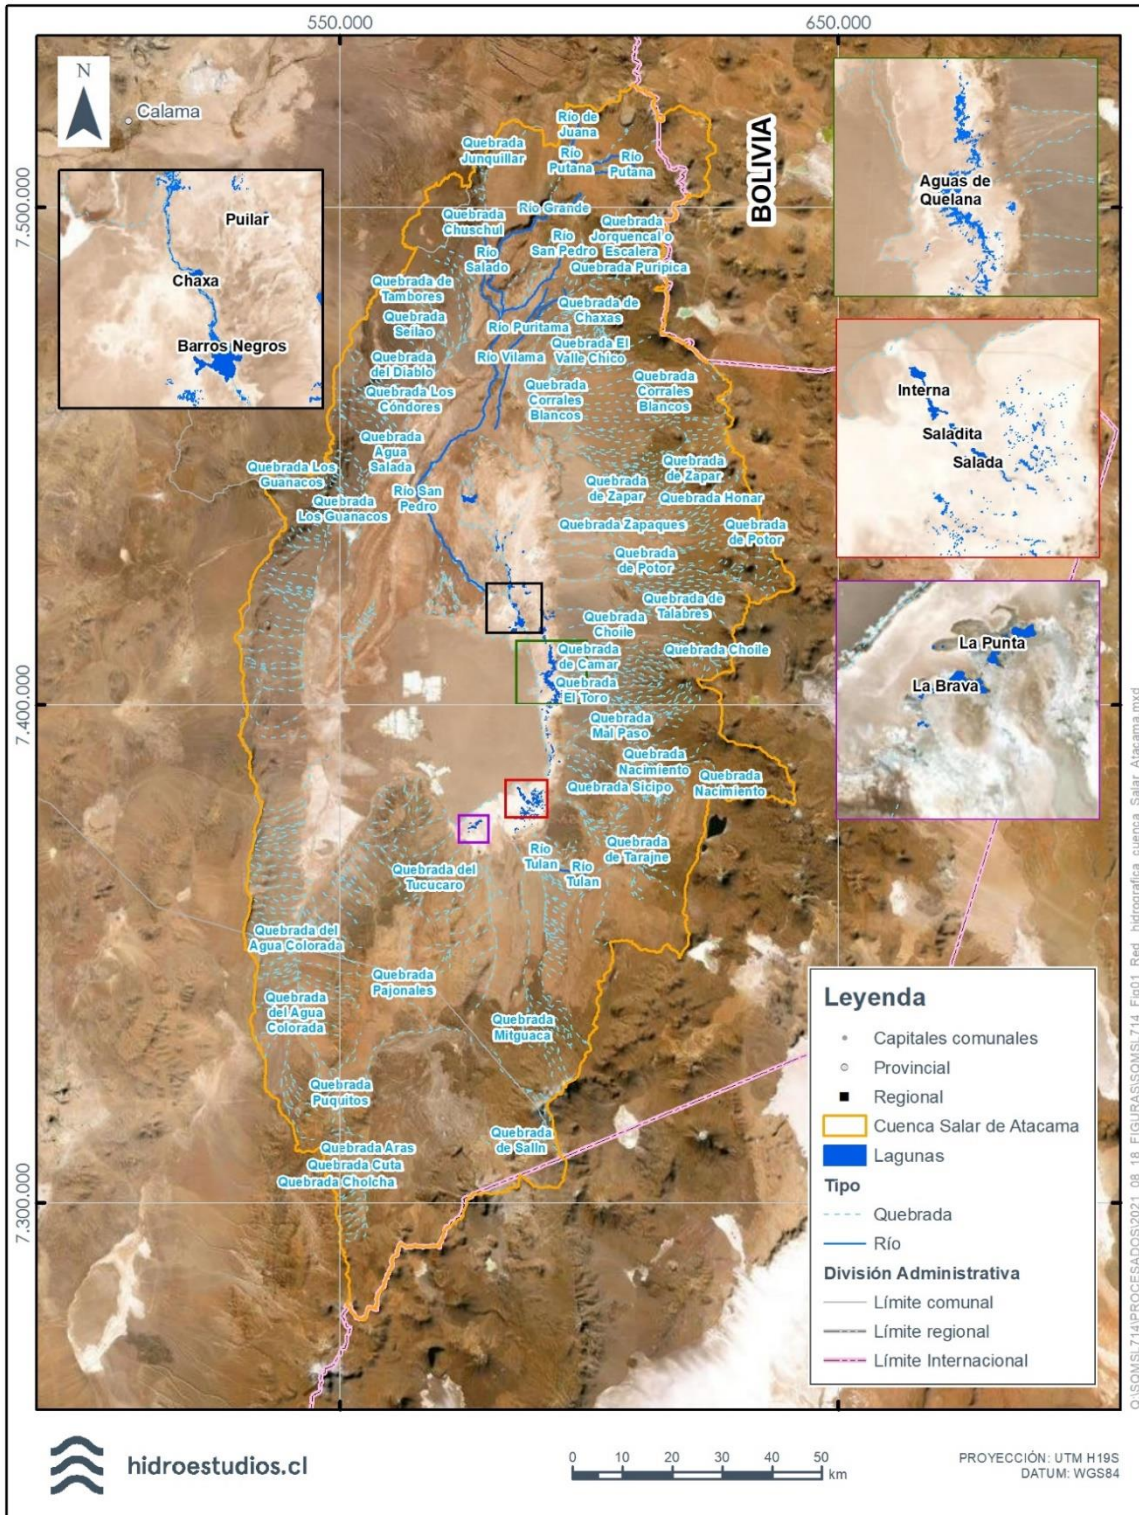 550.000
650.000
7.500.000
7.400.000
7.300.000
N
Calama
BOLIVIA
Puilar
Chaxa
Barros Negros
Aguas de
Quelana
Interna
Saladita
Salada
La Punta
La Brava
Río de
Juana
Quebrada
Junquillar
Río
Putana
Río
Putana
Río Grande
Quebrada
Chuschul
Río
San Pedro
Quebrada
Jorquencal o
Escalera
Río
Salado
Quebrada Puripica
Quebrada de
Tambores
Quebrada de
Chaxas
Quebrada
Seilao
Río Puritama
Quebrada El
Valle Chico
Río Vilama
Quebrada
del Diablo
Quebrada
Corrales
Blancos
Quebrada
Corrales
Blancos
Quebrada Los
Cóndores
Quebrada
Agua
Salada
Quebrada Los
Guanacos
Quebrada
de Zapar
Quebrada
de Zapar
Río San
Pedro
Quebrada Honar
Quebrada
Los Guanacos
Quebrada Zapaques
Quebrada
de Potor
Quebrada
de Potor
Quebrada de
Talabres
Quebrada
Choile
Quebrada Choile
Quebrada
de Camar
Quebrada
El Toro
Quebrada
Mal Paso
Quebrada
Nacimiento
Quebrada
Nacimiento
Quebrada Sicipo
Río
Tulan
Río
Tulan
Quebrada
de Tarajne
Quebrada del
Tucucaro
Quebrada del
Agua Colorada
Quebrada
Pajonales
Quebrada
del Agua
Colorada
Quebrada
Mitguaca
Quebrada
Puquitos
Quebrada
de Salin
Quebrada Aras
Quebrada Cuta
Quebrada Cholcha
Leyenda
Capitales comunales
Provincial
Regional
Cuenca Salar de Atacama
Lagunas
Tipo
Quebrada
Río
División Administrativa
Límite comunal
Límite regional
Límite Internacional
Q:\SQMSL714\PROCESADOS\2021_08_18_FIGURAS\SQMSL714_Fig01_Red_hidrografica_cuenca_Salar_Atacama.mxd
hidroestudios.cl
0 10 20 30 40 50
km
PROYECCIÓN: UTM H19S
DATUM: WGS84